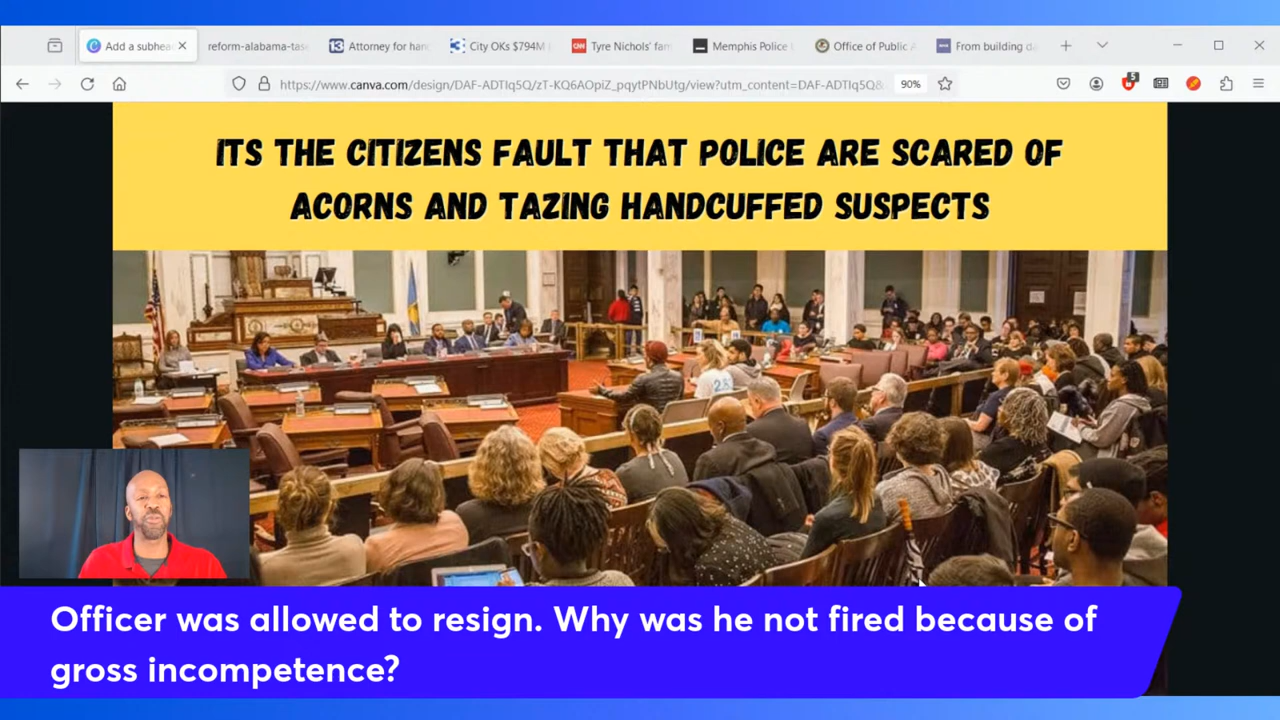 Add a subhea
reform-alabama-tas
13 Attorney for han
City OKs $794M
CNN Tyre Nichols' fam
Memphis Police
Office of Public A
From building
https://www.canva.com/design/DAF-ADTIq5Q/zT-KQ6AOpiZ_pqytPNbUtg/view?utm_content=DAF-ADTIq5Q&
90%
5
ITS THE CITIZENS FAULT THAT POLICE ARE SCARED OF
ACORNS AND TAZING HANDCUFFED SUSPECTS
Officer was allowed to resign. Why was he not fired because of
gross incompetence?